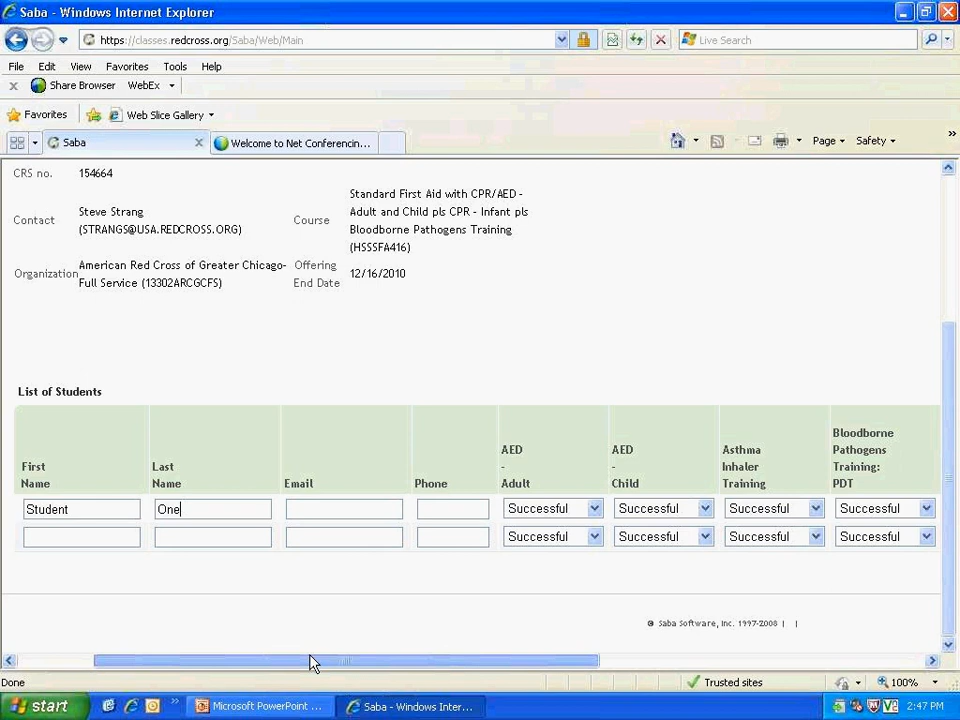 Saba - Windows Internet Explorer
https://classes.redcross.org/Saba/Web/Main
Live Search
File Edit View Favorites Tools Help
x Share Browser WebEx
Favorites Web Slice Gallery
Saba Welcome to Net Conferencin... Page Safety »
CRS no. 154664
Contact Steve Strang (STRANGS@USA.REDCROSS.ORG)
Course Standard First Aid with CPR/AED -
Adult and Child pls CPR - Infant pls
Bloodborne Pathogens Training
(HSSSFA416)
Organization American Red Cross of Greater Chicago-
Full Service (13302ARCGCFS)
Offering
End Date 12/16/2010
List of Students
First
Name
Last
Name
Email
Phone
AED
-
Adult
AED
-
Child
Asthma
Inhaler
Training
Bloodborne
Pathogens
Training:
PDT
Student One Successful Successful Successful Successful
Successful Successful Successful Successful
© Saba Software, Inc. 1997-2008 | |
Done Trusted sites 100%
start » Microsoft PowerPoint ... Saba - Windows Inter... V2 2:47 PM